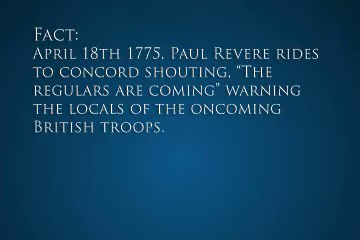 Fact:
April 18th 1775, Paul Revere rides
to concord shouting, “The
regulars are coming” warning
the locals of the oncoming
British troops.